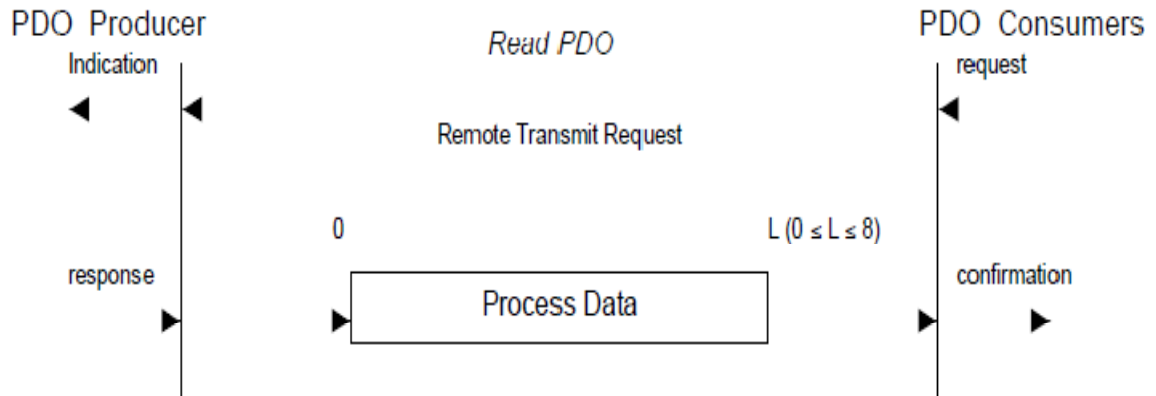 PDO Producer
Read PDO
PDO Consumers
Indication
request
Remote Transmit Request
0
L (0 ≤ L ≤ 8)
response
Process Data
confirmation